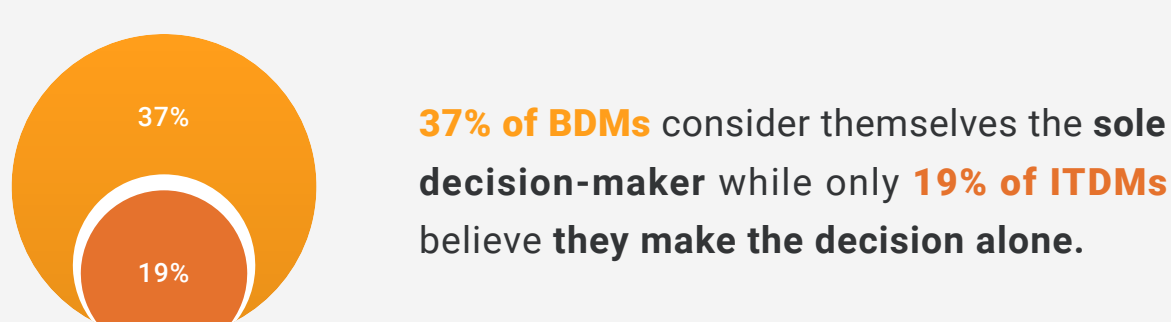 37%
19%
37% of BDMs consider themselves the sole
decision-maker while only 19% of ITDMs
believe they make the decision alone.